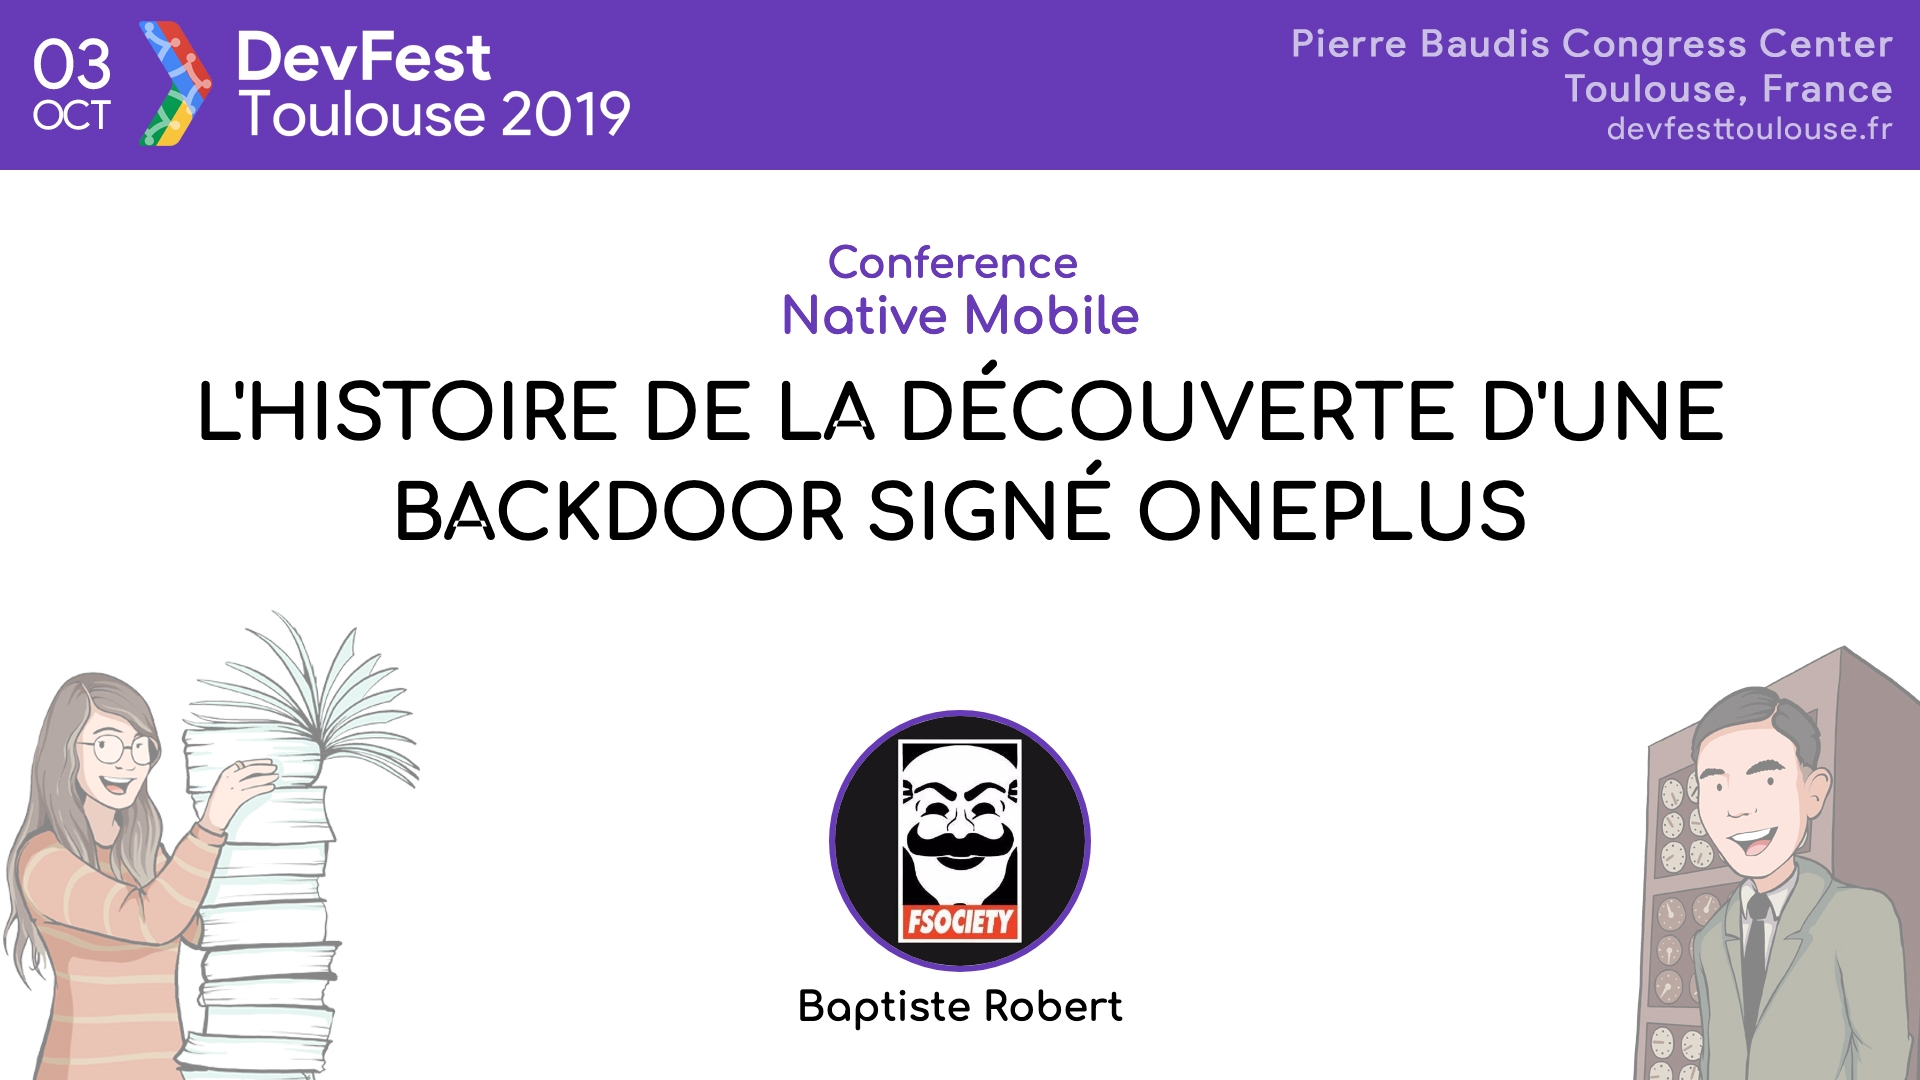 03
OCT
DevFest
Toulouse 2019
Pierre Baudis Congress Center
Toulouse, France
devfesttoulouse.fr
Conference
Native Mobile
L'HISTOIRE DE LA DÉCOUVERTE D'UNE
BACKDOOR SIGNÉ ONEPLUS
FSOCIETY
Baptiste Robert